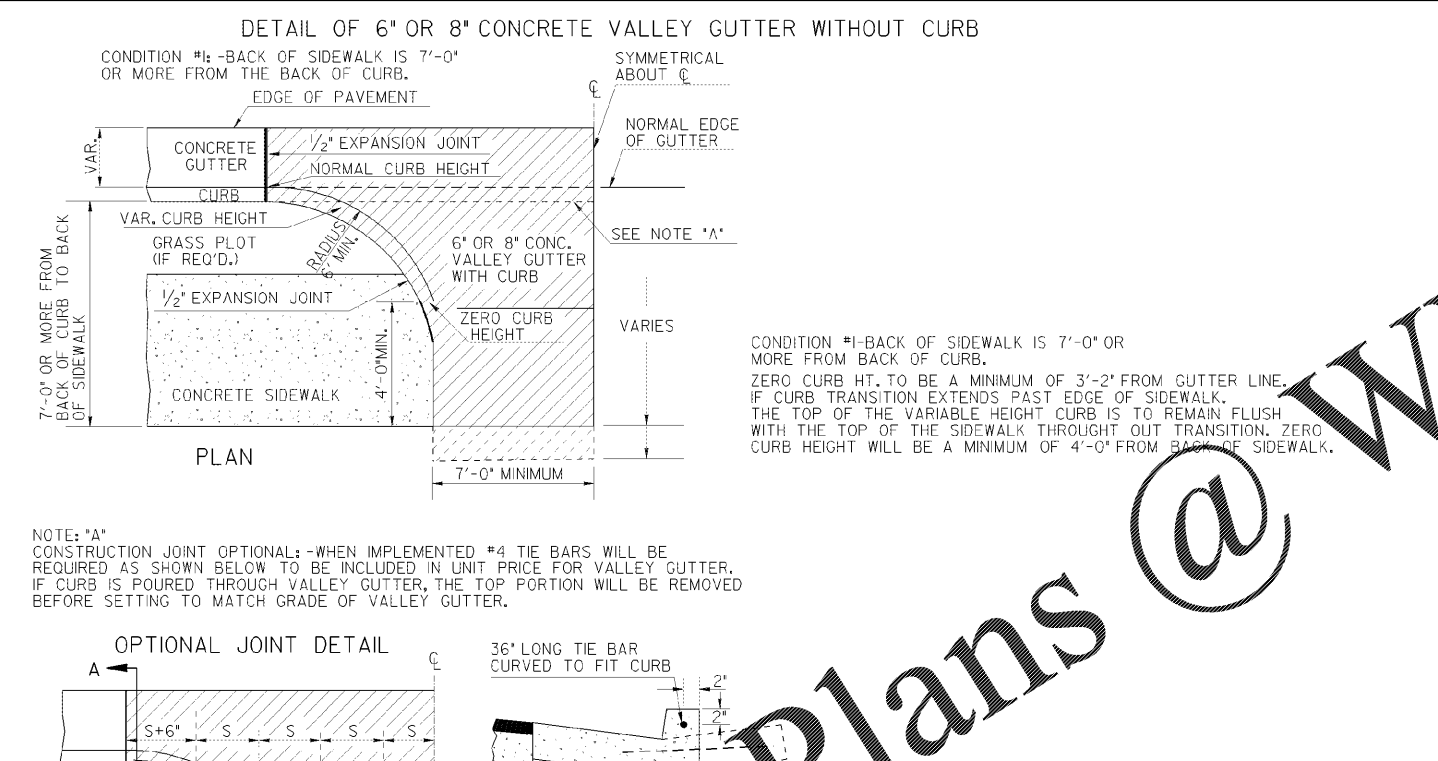 DETAIL OF 6" OR 8" CONCRETE VALLEY GUTTER WITHOUT CURB
CONDITION #1: -BACK OF SIDEWALK IS 7'-0"
OR MORE FROM THE BACK OF CURB.
SYMMETRICAL
ABOUT ℄
EDGE OF PAVEMENT
℄
NORMAL EDGE
OF GUTTER
VAR.
CONCRETE
GUTTER
1/2" EXPANSION JOINT
NORMAL CURB HEIGHT
CURB
VAR. CURB HEIGHT
GRASS PLOT
(IF REQ'D.)
RADIUS
6' MIN.
6" OR 8" CONC.
VALLEY GUTTER
WITH CURB
SEE NOTE "A"
1/2" EXPANSION JOINT
ZERO CURB
HEIGHT
VARIES
7'-0" OR MORE FROM
BACK OF CURB TO BACK
OF SIDEWALK
4'-0"MIN.
CONCRETE SIDEWALK
PLAN
7'-0" MINIMUM
CONDITION #1-BACK OF SIDEWALK IS 7'-0" OR
MORE FROM BACK OF CURB.
ZERO CURB HT. TO BE A MINIMUM OF 3'-2" FROM GUTTER LINE.
IF CURB TRANSITION EXTENDS PAST EDGE OF SIDEWALK.
THE TOP OF THE VARIABLE HEIGHT CURB IS TO REMAIN FLUSH
WITH THE TOP OF THE SIDEWALK THROUGHT OUT TRANSITION. ZERO
CURB HEIGHT WILL BE A MINIMUM OF 4'-0" FROM BACK OF SIDEWALK.
NOTE: "A"
CONSTRUCTION JOINT OPTIONAL: -WHEN IMPLEMENTED #4 TIE BARS WILL BE
REQUIRED AS SHOWN BELOW TO BE INCLUDED IN UNIT PRICE FOR VALLEY GUTTER.
IF CURB IS POURED THROUGH VALLEY GUTTER, THE TOP PORTION WILL BE REMOVED
BEFORE SETTING TO MATCH GRADE OF VALLEY GUTTER.
OPTIONAL JOINT DETAIL
A
℄
S+6" S S S S
36" LONG TIE BAR
CURVED TO FIT CURB
2"
2"
Plans @ W